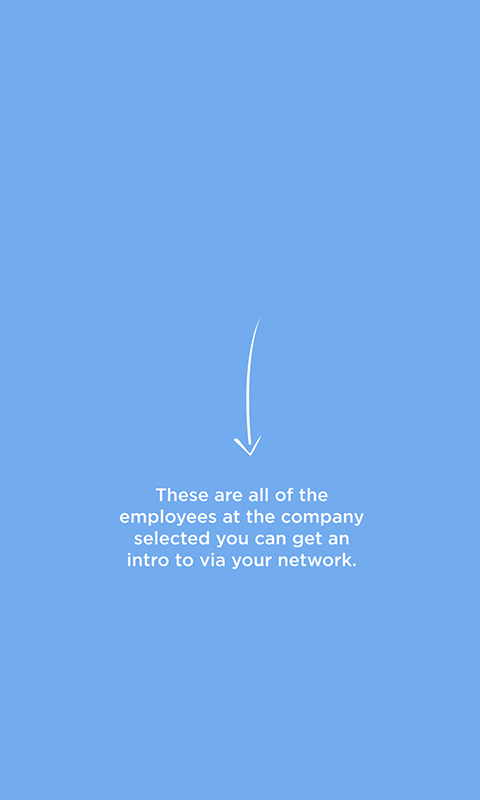 These are all of the
employees at the company
selected you can get an
intro to via your network.